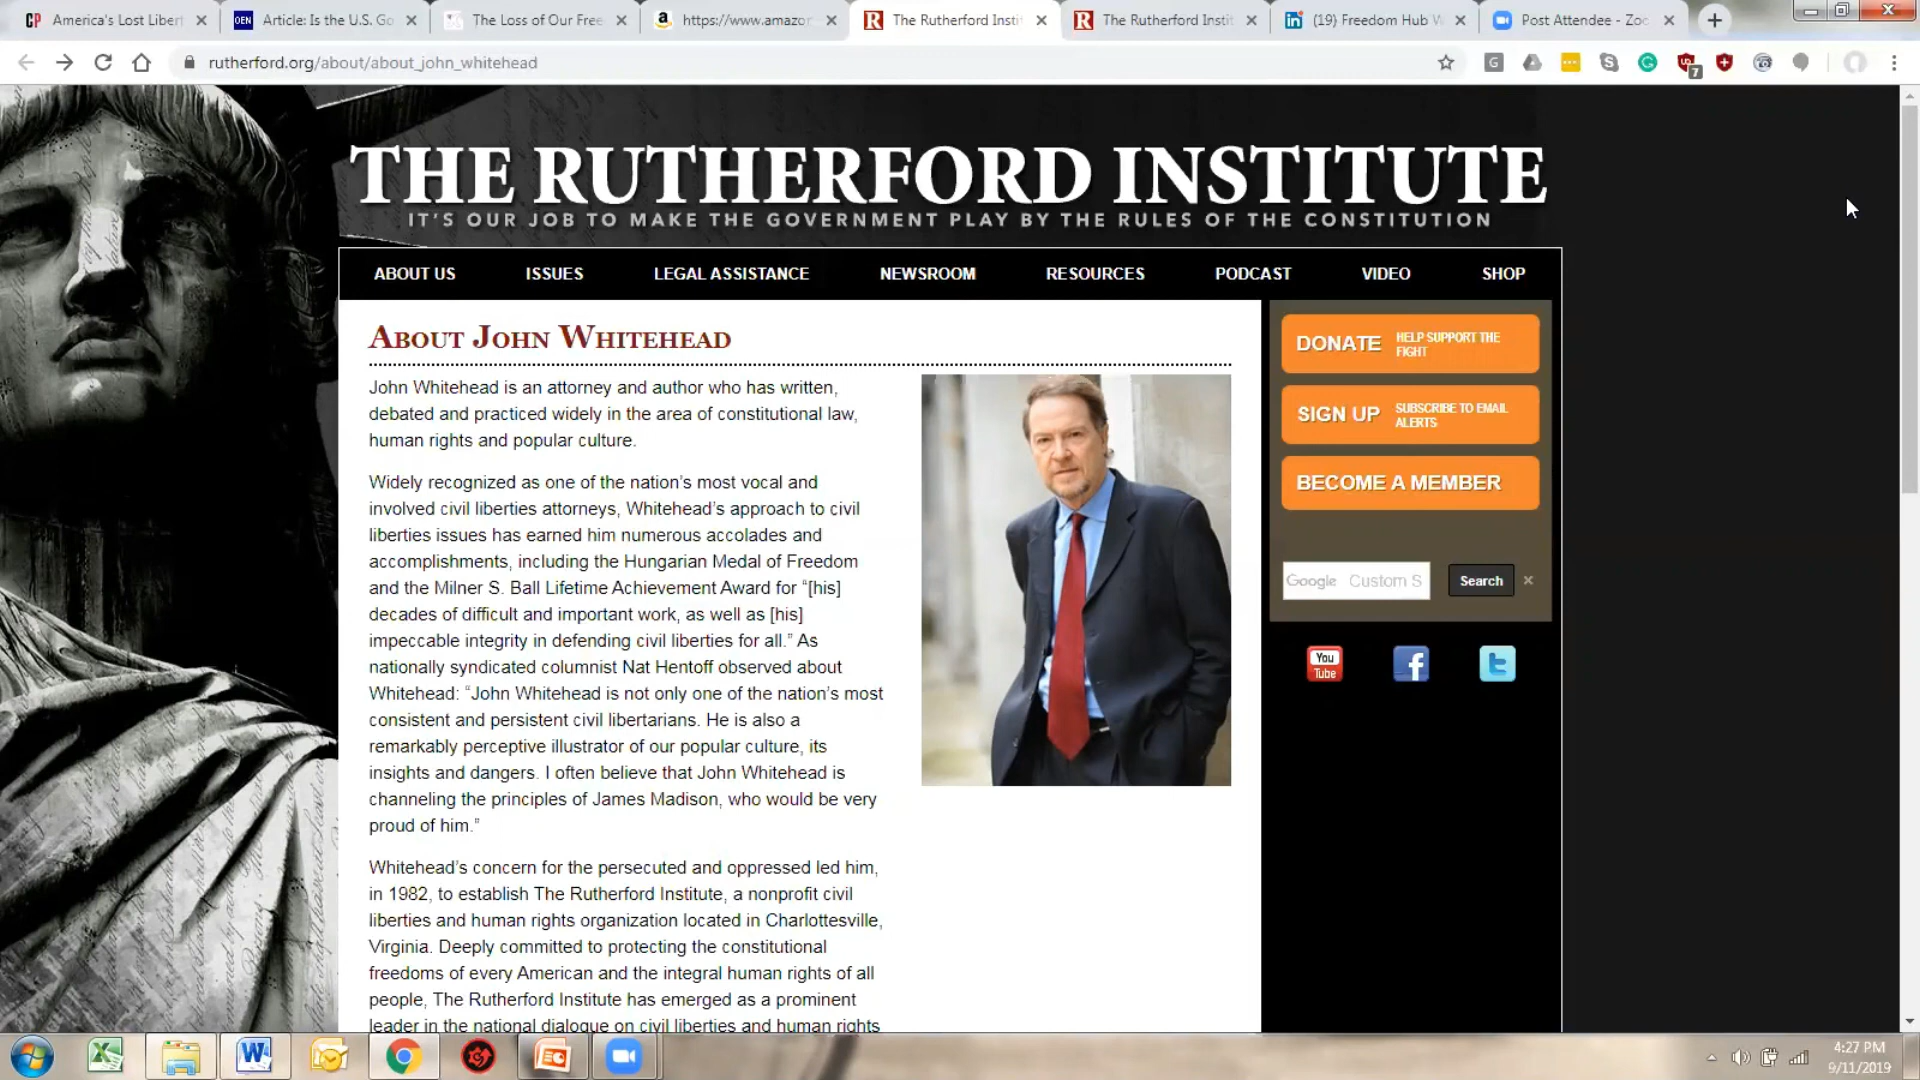 CP America's Lost Libert
OEN Article: Is the U.S. Go
The Loss of Our Free
a https://www.amazon
R The Rutherford Instit
R The Rutherford Instit
in (19) Freedom Hub W
Post Attendee - Zoo
rutherford.org/about/about_john_whitehead
7
THE RUTHERFORD INSTITUTE
IT'S OUR JOB TO MAKE THE GOVERNMENT PLAY BY THE RULES OF THE CONSTITUTION
ABOUT US ISSUES LEGAL ASSISTANCE NEWSROOM RESOURCES PODCAST VIDEO SHOP
ABOUT JOHN WHITEHEAD
John Whitehead is an attorney and author who has written,
debated and practiced widely in the area of constitutional law,
human rights and popular culture.
Widely recognized as one of the nation's most vocal and
involved civil liberties attorneys, Whitehead's approach to civil
liberties issues has earned him numerous accolades and
accomplishments, including the Hungarian Medal of Freedom
and the Milner S. Ball Lifetime Achievement Award for “[his]
decades of difficult and important work, as well as [his]
impeccable integrity in defending civil liberties for all.” As
nationally syndicated columnist Nat Hentoff observed about
Whitehead: “John Whitehead is not only one of the nation's most
consistent and persistent civil libertarians. He is also a
remarkably perceptive illustrator of our popular culture, its
insights and dangers. I often believe that John Whitehead is
channeling the principles of James Madison, who would be very
proud of him.”
Whitehead's concern for the persecuted and oppressed led him,
in 1982, to establish The Rutherford Institute, a nonprofit civil
liberties and human rights organization located in Charlottesville,
Virginia. Deeply committed to protecting the constitutional
freedoms of every American and the integral human rights of all
people, The Rutherford Institute has emerged as a prominent
leader in the national dialogue on civil liberties and human rights
DONATE HELP SUPPORT THE
FIGHT
SIGN UP SUBSCRIBE TO EMAIL
ALERTS
BECOME A MEMBER
Google Custom S Search
You
Tube
4:27 PM
9/11/2019